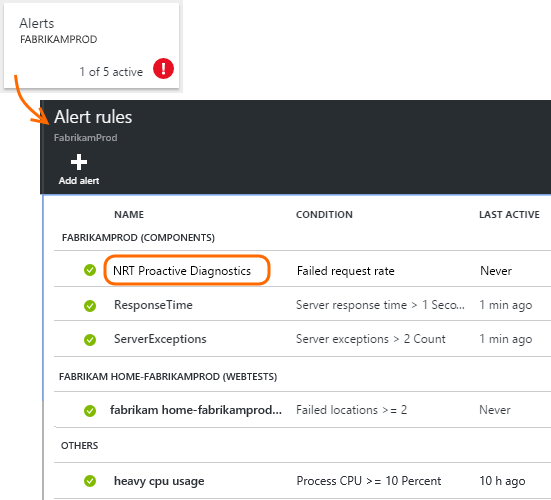 Alerts
FABRIKAMPROD
1 of 5 active
Alert rules
FabrikamProd
Add alert
NAME CONDITION LAST ACTIVE
FABRIKAMPROD (COMPONENTS)
NRT Proactive Diagnostics Failed request rate Never
ResponseTime Server response time > 1 Seco... 1 min ago
ServerExceptions Server exceptions > 2 Count 1 min ago
FABRIKAM HOME-FABRIKAMPROD (WEBTESTS)
fabrikam home-fabrikamprod... Failed locations >= 2 Never
OTHERS
heavy cpu usage Process CPU >= 10 Percent 10 h ago